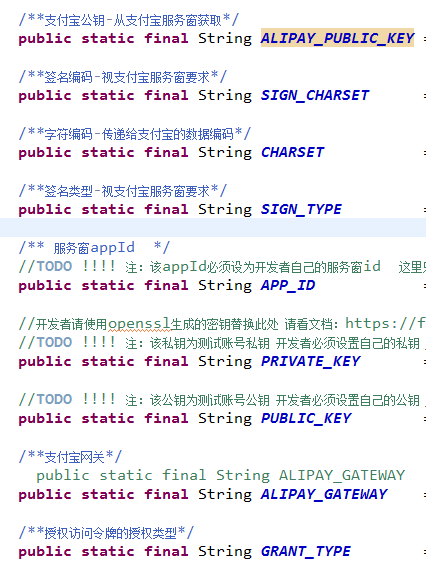 /**支付宝公钥-从支付宝服务窗获取*/
public static final String ALIPAY_PUBLIC_KEY =
/**签名编码-视支付宝服务窗要求*/
public static final String SIGN_CHARSET =
/**字符编码-传递给支付宝的数据编码*/
public static final String CHARSET =
/**签名类型-视支付宝服务窗要求*/
public static final String SIGN_TYPE =
/** 服务窗appId  */
//TODO !!!! 注：该appId必须设为开发者自己的服务窗id  这里只
public static final String APP_ID =
//开发者请使用openssl生成的密钥替换此处 请看文档：https://f
//TODO !!!! 注：该私钥为测试账号私钥 开发者必须设置自己的私钥 ,
public static final String PRIVATE_KEY =
//TODO !!!! 注：该公钥为测试账号公钥 开发者必须设置自己的公钥 ,
public static final String PUBLIC_KEY =
/**支付宝网关*/
public static final String ALIPAY_GATEWAY
public static final String ALIPAY_GATEWAY =
/**授权访问令牌的授权类型*/
public static final String GRANT_TYPE =